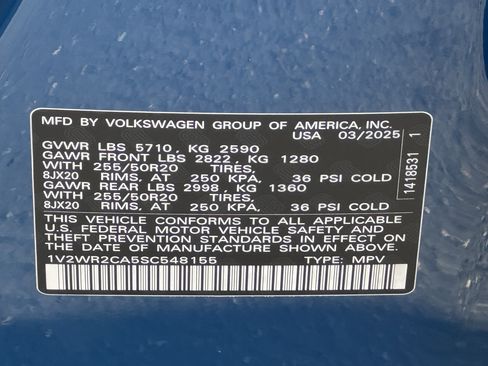 MFD BY VOLKSWAGEN GROUP OF AMERICA, INC.
USA 03/2025
GVWR LBS 5710, KG 2590
GAWR FRONT LBS 2822, KG 1280
WITH 255/50R20 TIRES,
8JX20 RIMS, AT 250 KPA. 36 PSI COLD
GAWR REAR LBS 2998, KG 1360
WITH 255/50R20 TIRES,
8JX20 RIMS, AT 250 KPA. 36 PSI COLD
THIS VEHICLE CONFORMS TO ALL APPLICABLE
U.S. FEDERAL MOTOR VEHICLE SAFETY AND
THEFT PREVENTION STANDARDS IN EFFECT ON
THE DATE OF MANUFACTURE SHOWN ABOVE.
1V2WR2CA5SC548155 TYPE: MPV
1418531 1